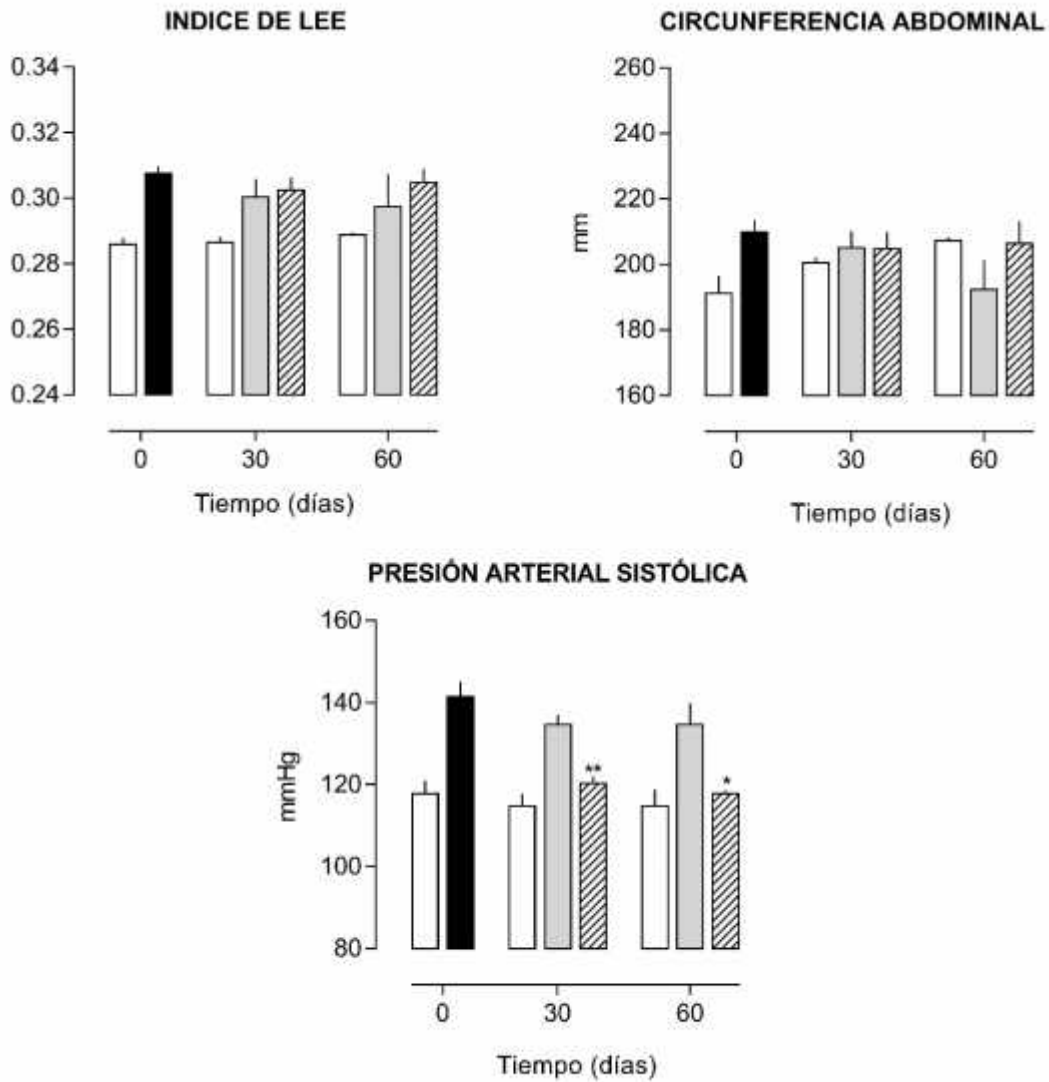 INDICE DE LEE
0.34
0.32
0.30
0.28
0.26
0.24
0 30 60
Tiempo (días)
CIRCUNFERENCIA ABDOMINAL
260
240
210
200
180
160
mm
0 30 60
Tiempo (días)
PRESIÓN ARTERIAL SISTÓLICA
160
140
120
100
80
mmHg
** *
0 30 60
Tiempo (días)